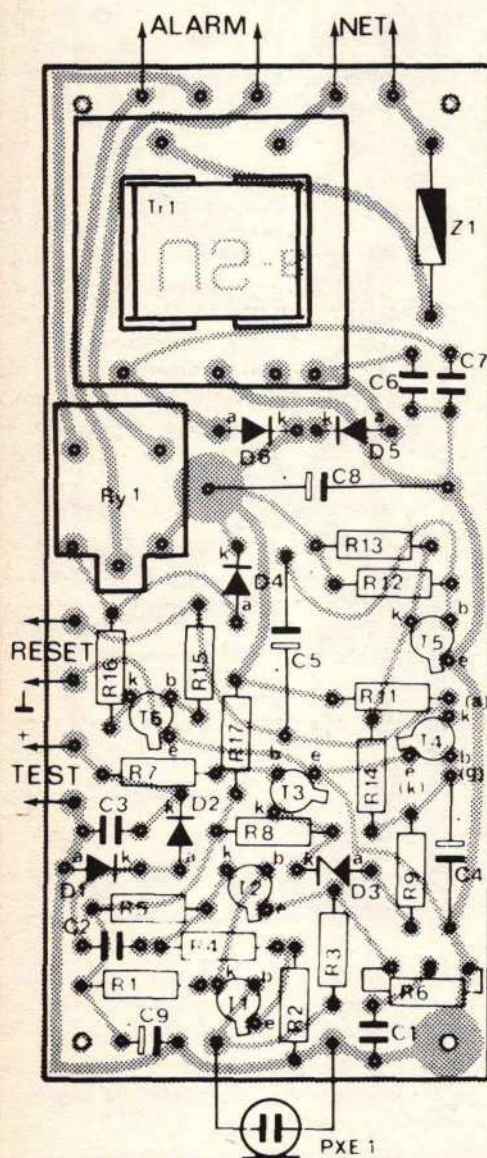 ALARM NET
Tr1
Z1
C6 C7
a k k a
D6 D5
Ry 1
C8
k
D4
a
R13
R12
k b
T5
e
RESET
R16
R15
C5
k b
T6
e
R17
R11
(a)
k
T4
b
e
(k)
(g)
⊥
+
TEST
R7
b e
T3
k
R14
C3
k
D2
a
R8
C4
a k
D1
k b
T2
e
k a
D3
R9
R5
C2
R4
R3
R1
k b
T1
e
R2
R6
C9
C1
PXE 1